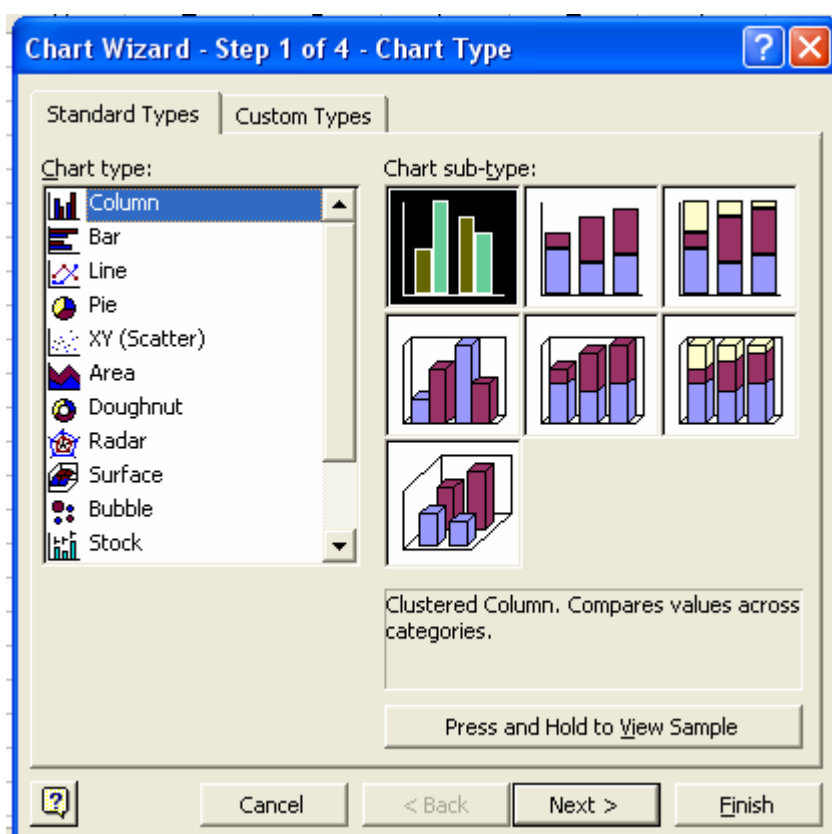 Chart Wizard - Step 1 of 4 - Chart Type
?
Standard Types
Custom Types
Chart type:
Column
Bar
Line
Pie
XY (Scatter)
Area
Doughnut
Radar
Surface
Bubble
Stock
Chart sub-type:
Clustered Column. Compares values across
categories.
Press and Hold to View Sample
?
Cancel
< Back
Next >
Finish